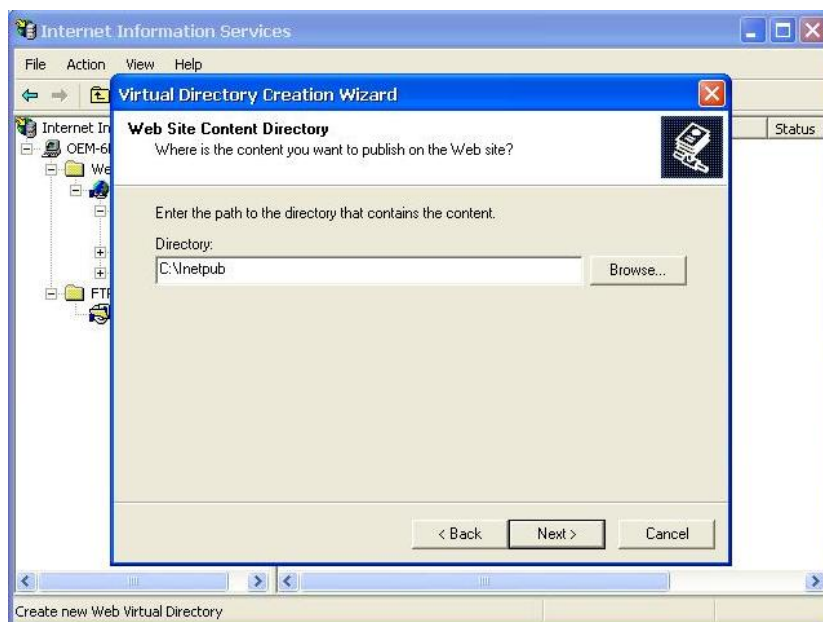 Internet Information Services
File Action View Help
Virtual Directory Creation Wizard
Web Site Content Directory
Where is the content you want to publish on the Web site?
Internet In
Status
OEM-6
We
FTP
Enter the path to the directory that contains the content.
Directory:
C:\Inetpub
Browse...
< Back Next > Cancel
Create new Web Virtual Directory